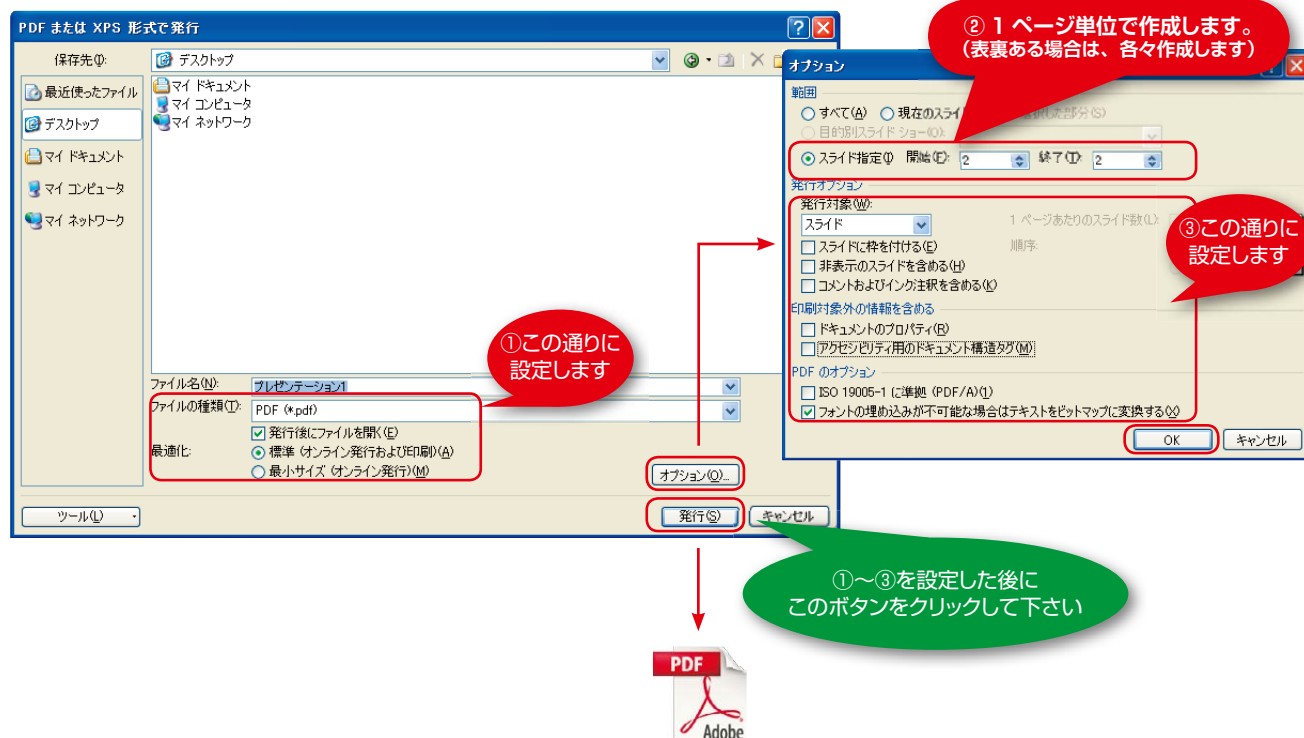 PDF または XPS 形式で発行
保存先(I):
デスクトップ
最近使ったファイル
デスクトップ
マイ ドキュメント
マイ コンピュータ
マイ ネットワーク
マイ ドキュメント
マイ コンピュータ
マイ ネットワーク
①この通りに
設定します
ファイル名(N):
プレゼンテーション1
ファイルの種類(T):
PDF (*.pdf)
発行後にファイルを開く(E)
最適化:
標準 (オンライン発行および印刷)(A)
最小サイズ (オンライン発行)(M)
オプション(O)...
ツール(L)
発行(S)
キャンセル
② 1 ページ単位で作成します。
(表裏ある場合は、各々作成します)
オプション
範囲
すべて(A)
現在のスライ
選択した部分(S)
目的別スライド ショー(O):
スライド指定(I)
開始(F):
2
終了(T):
2
発行オプション
発行対象(W):
スライド
1 ページあたりのスライド数(L):
順序:
スライドに枠を付ける(E)
非表示のスライドを含める(H)
コメントおよびインク注釈を含める(K)
③この通りに
設定します
印刷対象外の情報を含める
ドキュメントのプロパティ(R)
アクセシビリティ用のドキュメント構造タグ(M)
PDF のオプション
ISO 19005-1 に準拠 (PDF/A)(1)
フォントの埋め込みが不可能な場合はテキストをビットマップに変換する(X)
OK
キャンセル
①～③を設定した後に
このボタンをクリックして下さい
PDF
Adobe